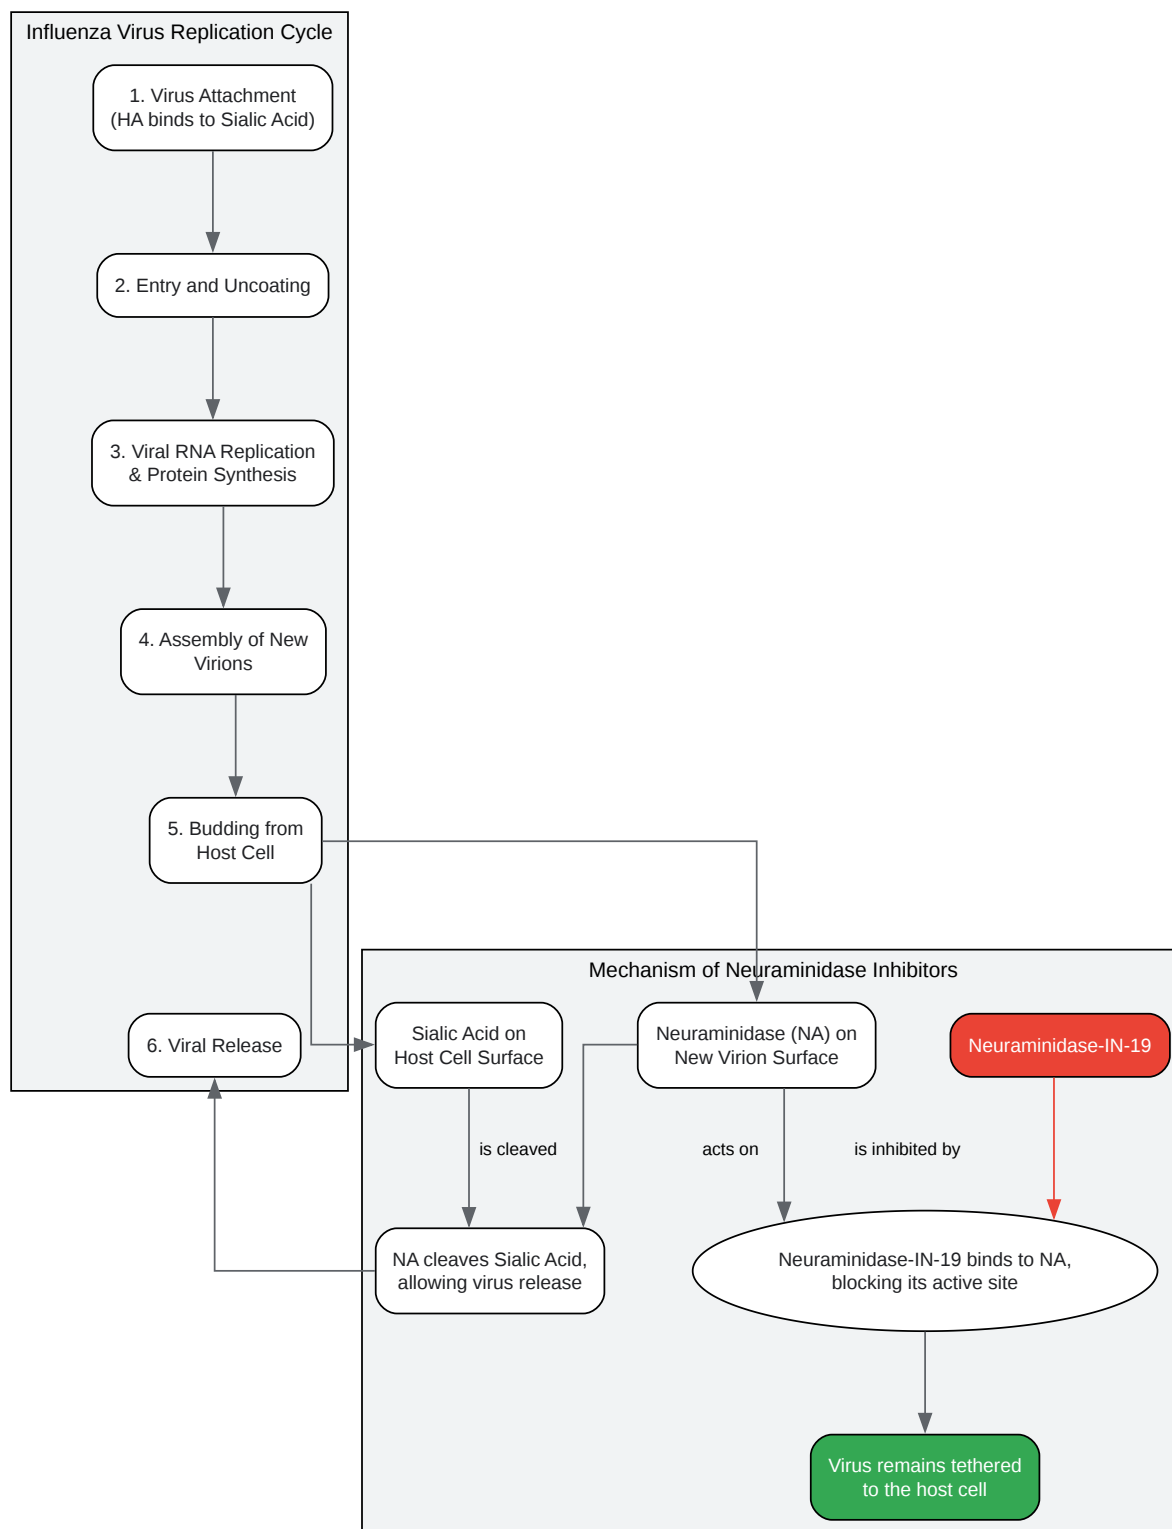 Influenza Virus Replication Cycle
1. Virus Attachment
(HA binds to Sialic Acid)
2. Entry and Uncoating
3. Viral RNA Replication
& Protein Synthesis
4. Assembly of New
Virions
5. Budding from
Host Cell
6. Viral Release
Mechanism of Neuraminidase Inhibitors
Sialic Acid on
Host Cell Surface
Neuraminidase (NA) on
New Virion Surface
Neuraminidase-IN-19
is cleaved
acts on
is inhibited by
NA cleaves Sialic Acid,
allowing virus release
Neuraminidase-IN-19 binds to NA,
blocking its active site
Virus remains tethered
to the host cell